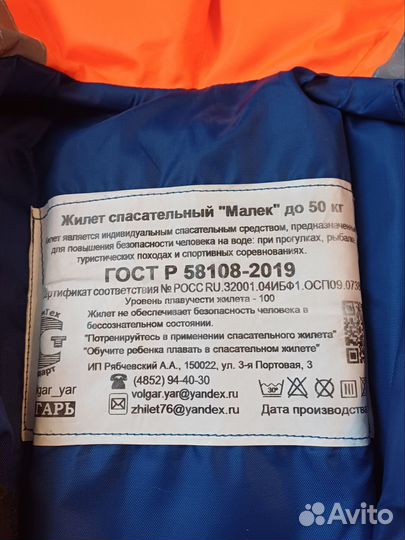 Жилет спасательный "Малек" до 50 кг
является индивидуальным спасательным средством, предназначенным
для повышения безопасности человека на воде: при прогулках, рыбалке
туристических походах и спортивных соревнованиях.
ГОСТ Р 58108-2019
Сертификат соответствия № РОСС RU.32001.04ИБФ1.ОСП09.
Уровень плавучести жилета - 100
Жилет не обеспечивает безопасность человека в
бессознательном состоянии.
"Потренируетесь в применении спасательного жилета"
"Обучите ребенка плавать в спасательном жилете"
ИП Рябчевский А.А., 150022, ул. 3-я Портовая, 3
(4852) 94-40-30
volgar.yar@yandex.ru
zhilet76@yandex.ru
Дата производства
gar_yar
ГАРЬ
Avito